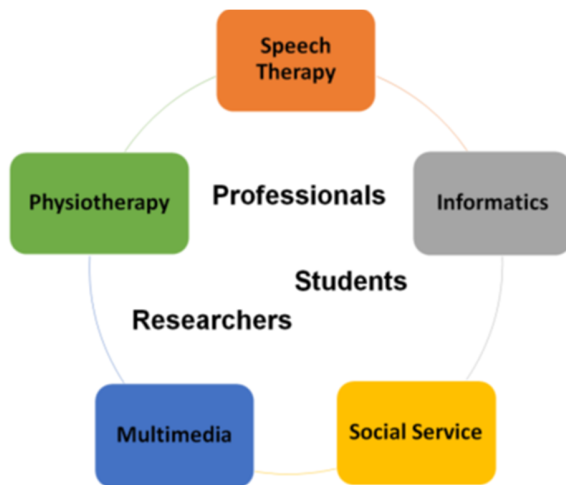 Speech
Therapy
Physiotherapy
Professionals
Informatics
Students
Researchers
Multimedia
Social Service